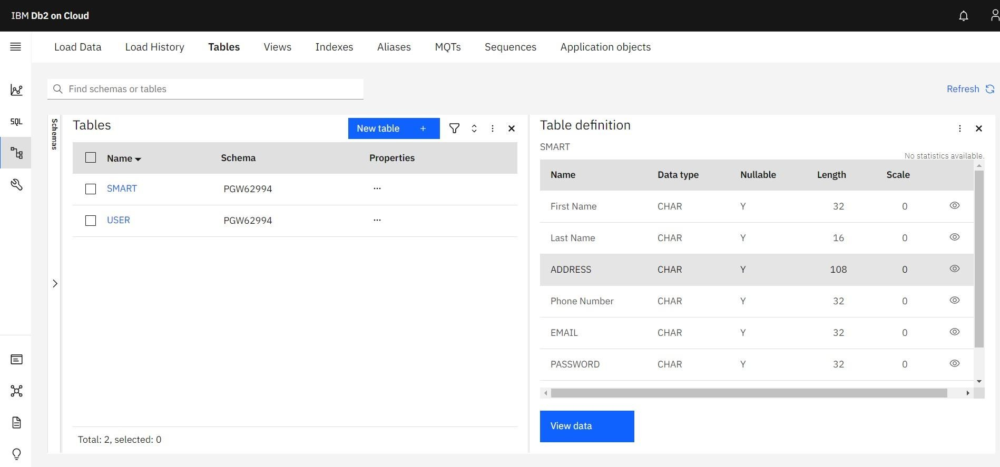 IBM Db2 on Cloud
Load Data Load History Tables Views Indexes Aliases MQTs Sequences Application objects
Find schemas or tables
Refresh
SQL
Schemas
Tables
New table +
Name Schema Properties
SMART PGW62994 ...
USER PGW62994 ...
Total: 2, selected: 0
Table definition
SMART
No statistics available.
Name Data type Nullable Length Scale
First Name CHAR Y 32 0
Last Name CHAR Y 16 0
ADDRESS CHAR Y 108 0
Phone Number CHAR Y 32 0
EMAIL CHAR Y 32 0
PASSWORD CHAR Y 32 0
View data